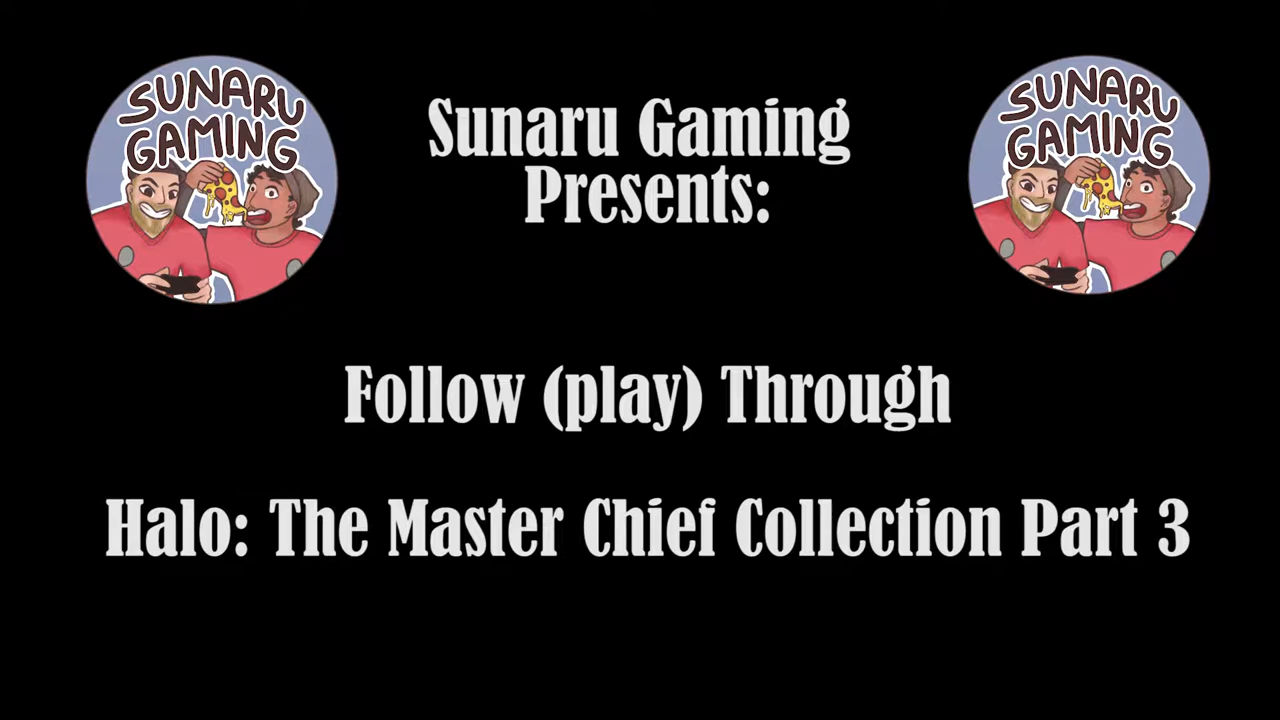 SUNARU
GAMING
Sunaru Gaming
Presents:
SUNARU
GAMING
Follow (play) Through
Halo: The Master Chief Collection Part 3